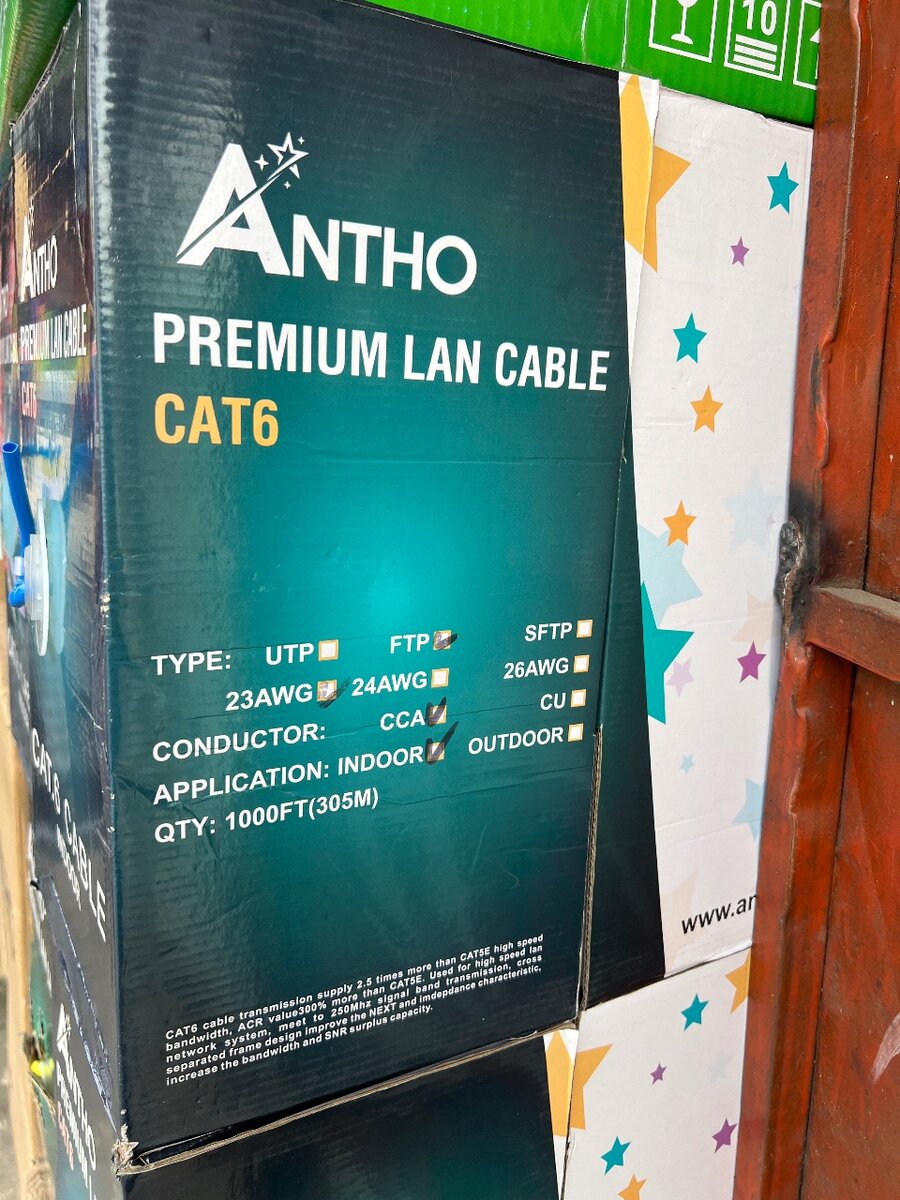 10
ANTHO
PREMIUM LAN CABLE
CAT6
TYPE: UTP FTP SFTP
23AWG 24AWG 26AWG
CONDUCTOR: CCA CU
APPLICATION: INDOOR OUTDOOR
QTY: 1000FT(305M)
CAT6 cable transmission supply 2.5 times more than CAT5E high speed
bandwidth, ACR value300% more than CAT5E. Used for high speed lan
network system, meet to 250Mhz signal band transmission, cross
separated frame design improve the NEXT and imdepdance characteristic,
increase the bandwidth and SNR surplus capacity.
www.an
ANTHO
PREMIUM LAN CABLE
CAT6
CAT.6 CABLE